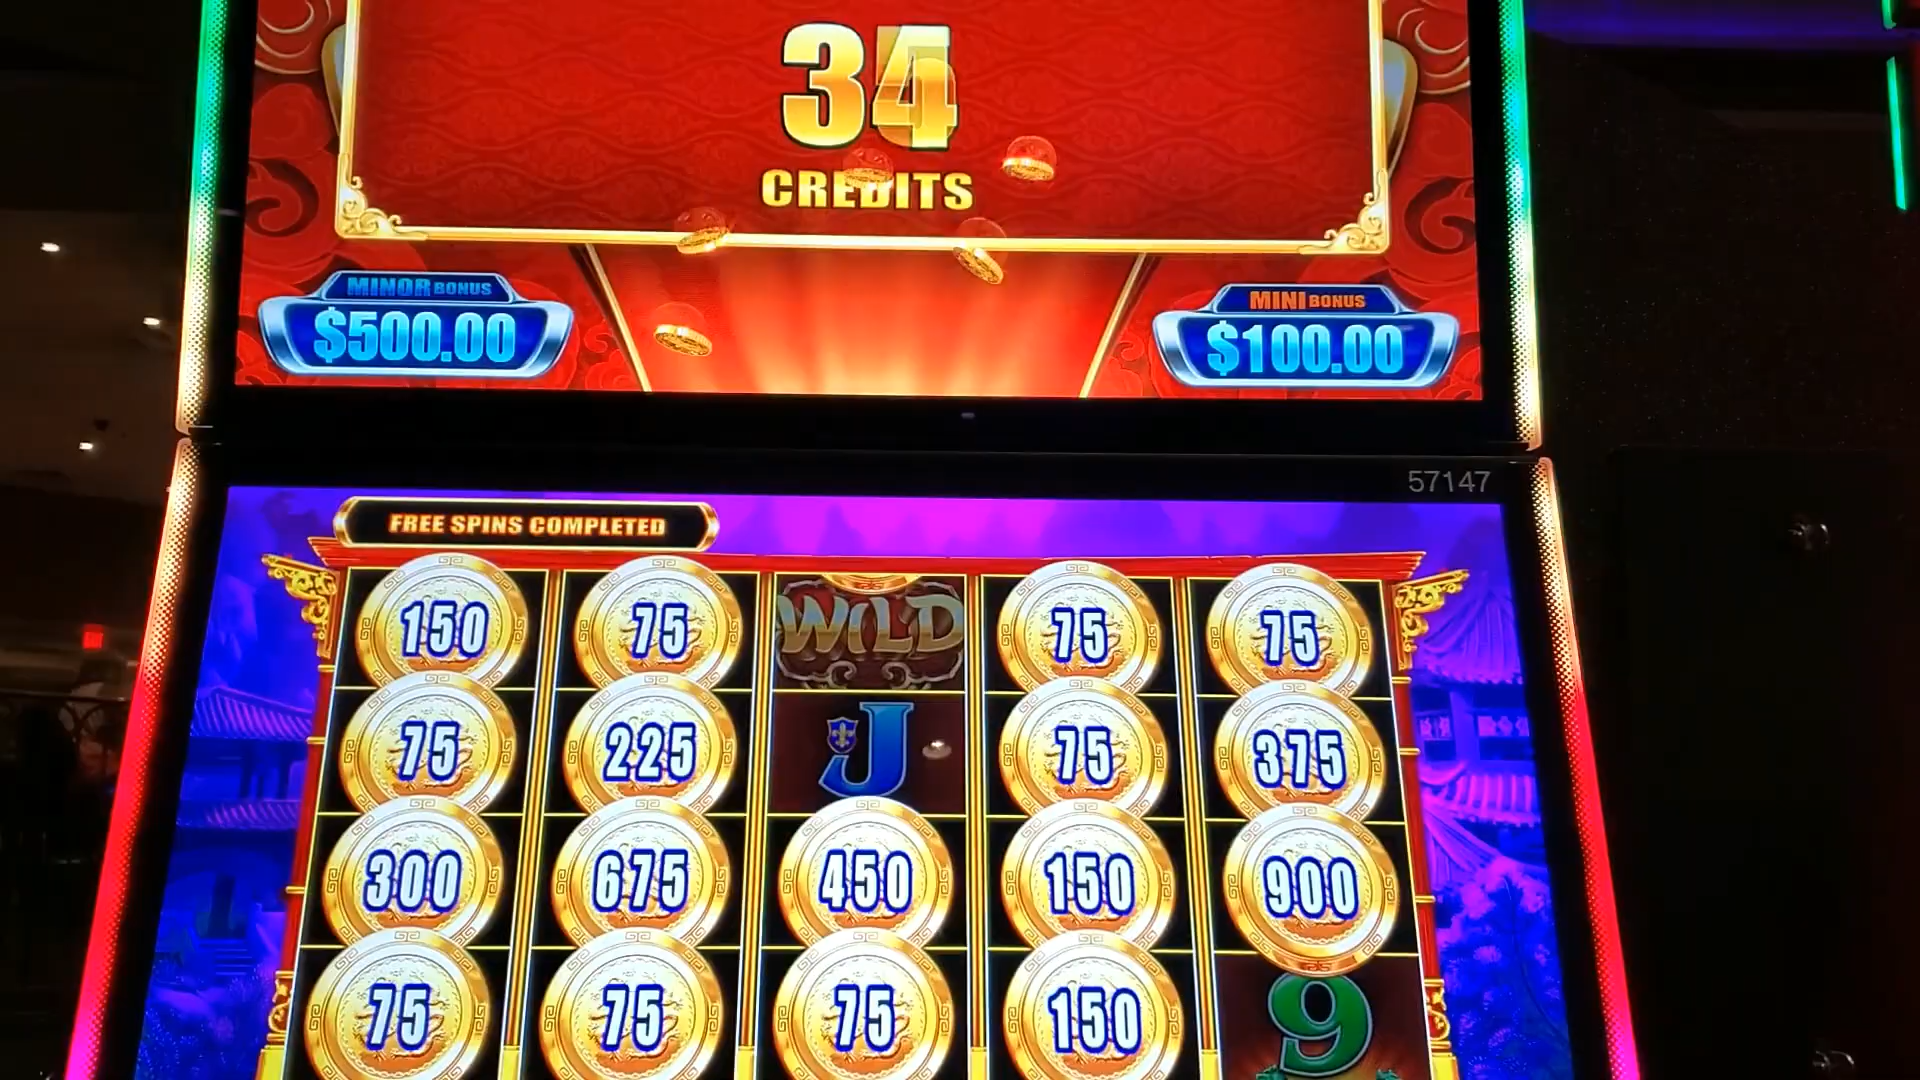 34
CREDITS
MINOR BONUS
$500.00
MINI BONUS
$100.00
57147
FREE SPINS COMPLETED
150 75 WILD 75 75
75 225 J 75 375
300 675 450 150 900
75 75 75 150 9